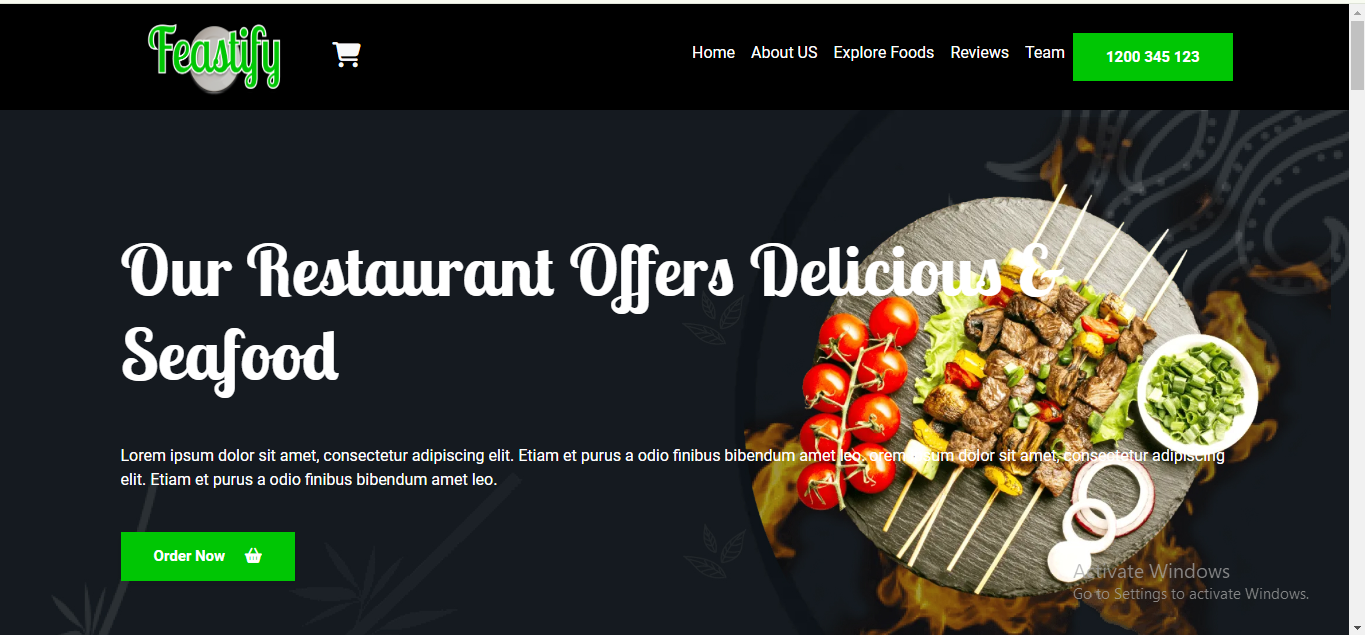 Feastify
Home About US Explore Foods Reviews Team 1200 345 123
Our Restaurant Offers Delicious &
Seafood
Lorem ipsum dolor sit amet, consectetur adipiscing elit. Etiam et purus a odio finibus bibendum amet leo. orem ipsum dolor sit amet, consectetur adipiscing
elit. Etiam et purus a odio finibus bibendum amet leo.
Order Now
Activate Windows
Go to Settings to activate Windows.